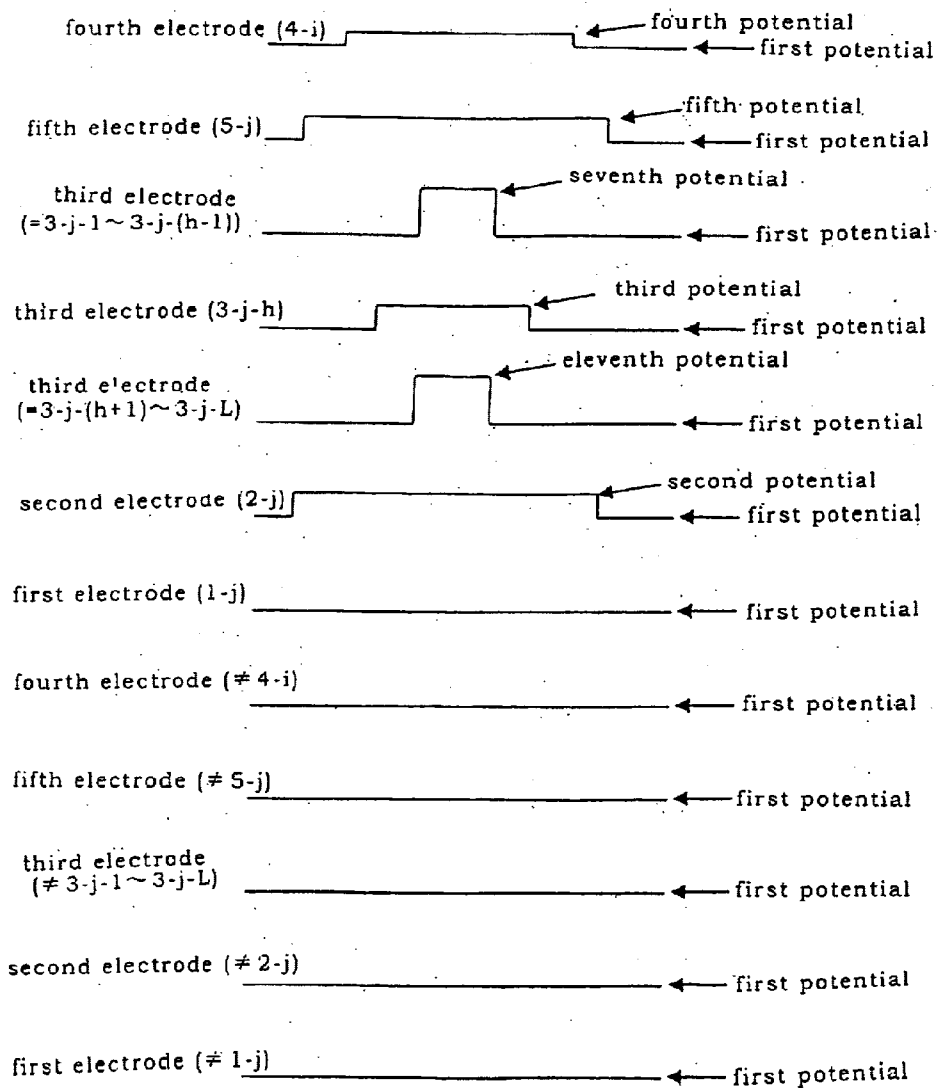 fourth electrode (4-i)
fourth potential
first potential
fifth electrode (5-j)
fifth potential
first potential
third electrode
(=3-j-1～3-j-(h-1))
seventh potential
first potential
third electrode (3-j-h)
third potential
first potential
third electrode
(=3-j-(h+1)～3-j-L)
eleventh potential
first potential
second electrode (2-j)
second potential
first potential
first electrode (1-j)
first potential
fourth electrode (≠4-i)
first potential
fifth electrode (≠5-j)
first potential
third electrode
(≠3-j-1～3-j-L)
first potential
second electrode (≠2-j)
first potential
first electrode (≠1-j)
first potential